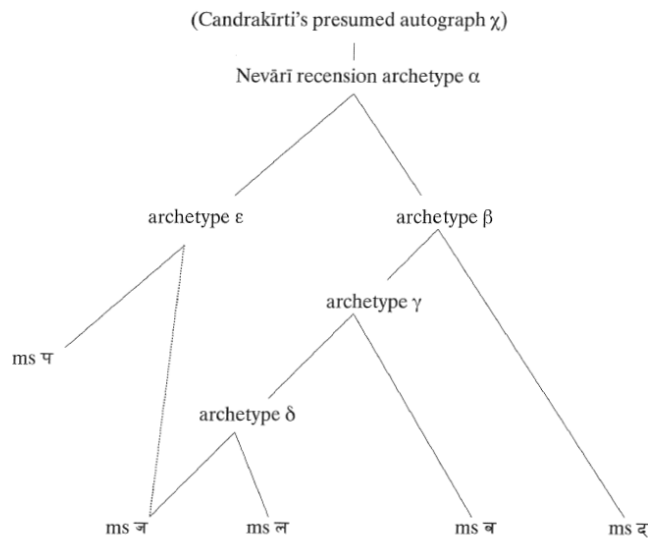 (Candrakīrti's presumed autograph χ)
Nevārī recension archetype α
archetype ε archetype β
archetype γ
ms प
archetype δ
ms ज ms ल ms ब ms द